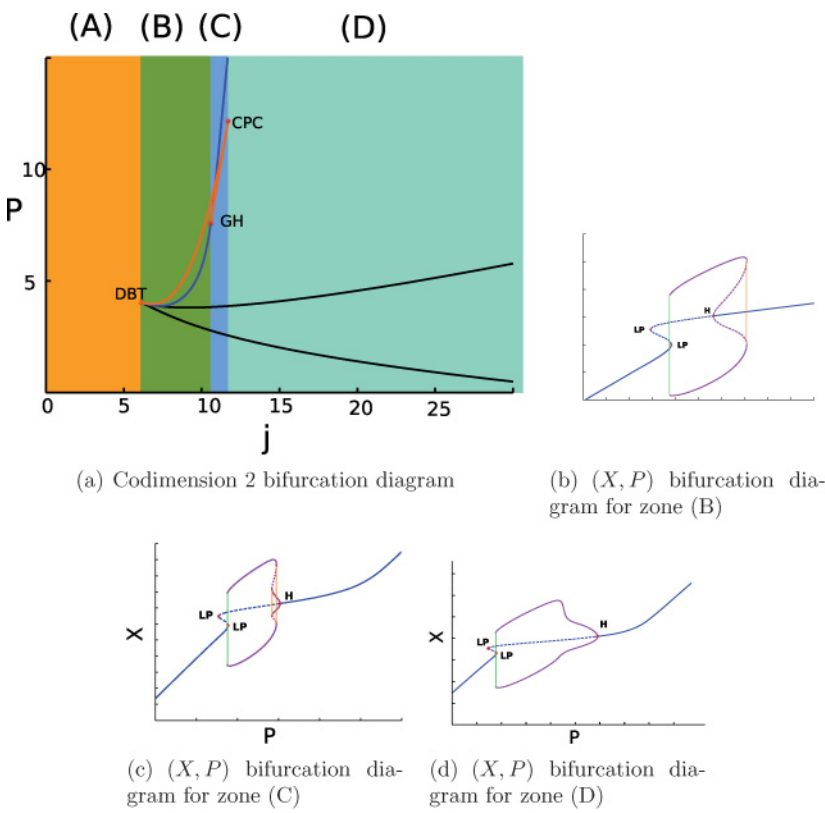 (A) (B) (C) (D)
10
P
5
CPC
GH
DBT
0 5 10 15 20 25
j
(a) Codimension 2 bifurcation diagram
H
LP
LP
(b) (X, P) bifurcation dia-
gram for zone (B)
X
LP
LP
H
P
(c) (X, P) bifurcation dia-
gram for zone (C)
X
LP
LP
H
P
(d) (X, P) bifurcation dia-
gram for zone (D)